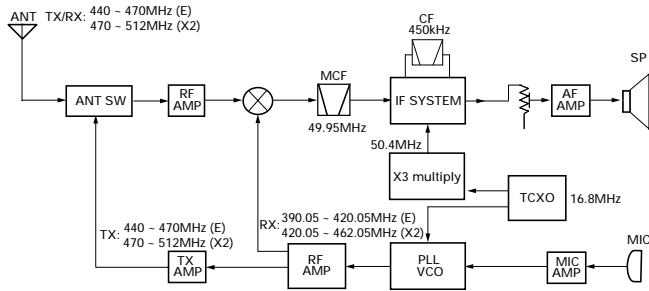 ANT TX/RX: 440 ~ 470MHz (E)
470 ~ 512MHz (X2)
CF
450kHz
SP
MCF
ANT SW
RF
AMP
IF SYSTEM
AF
AMP
49.95MHz
50.4MHz
X3 multiply
TCXO
16.8MHz
RX: 390.05 ~ 420.05MHz (E)
420.05 ~ 462.05MHz (X2)
TX: 440 ~ 470MHz (E)
470 ~ 512MHz (X2)
MIC
TX
AMP
RF
AMP
PLL
VCO
MIC
AMP